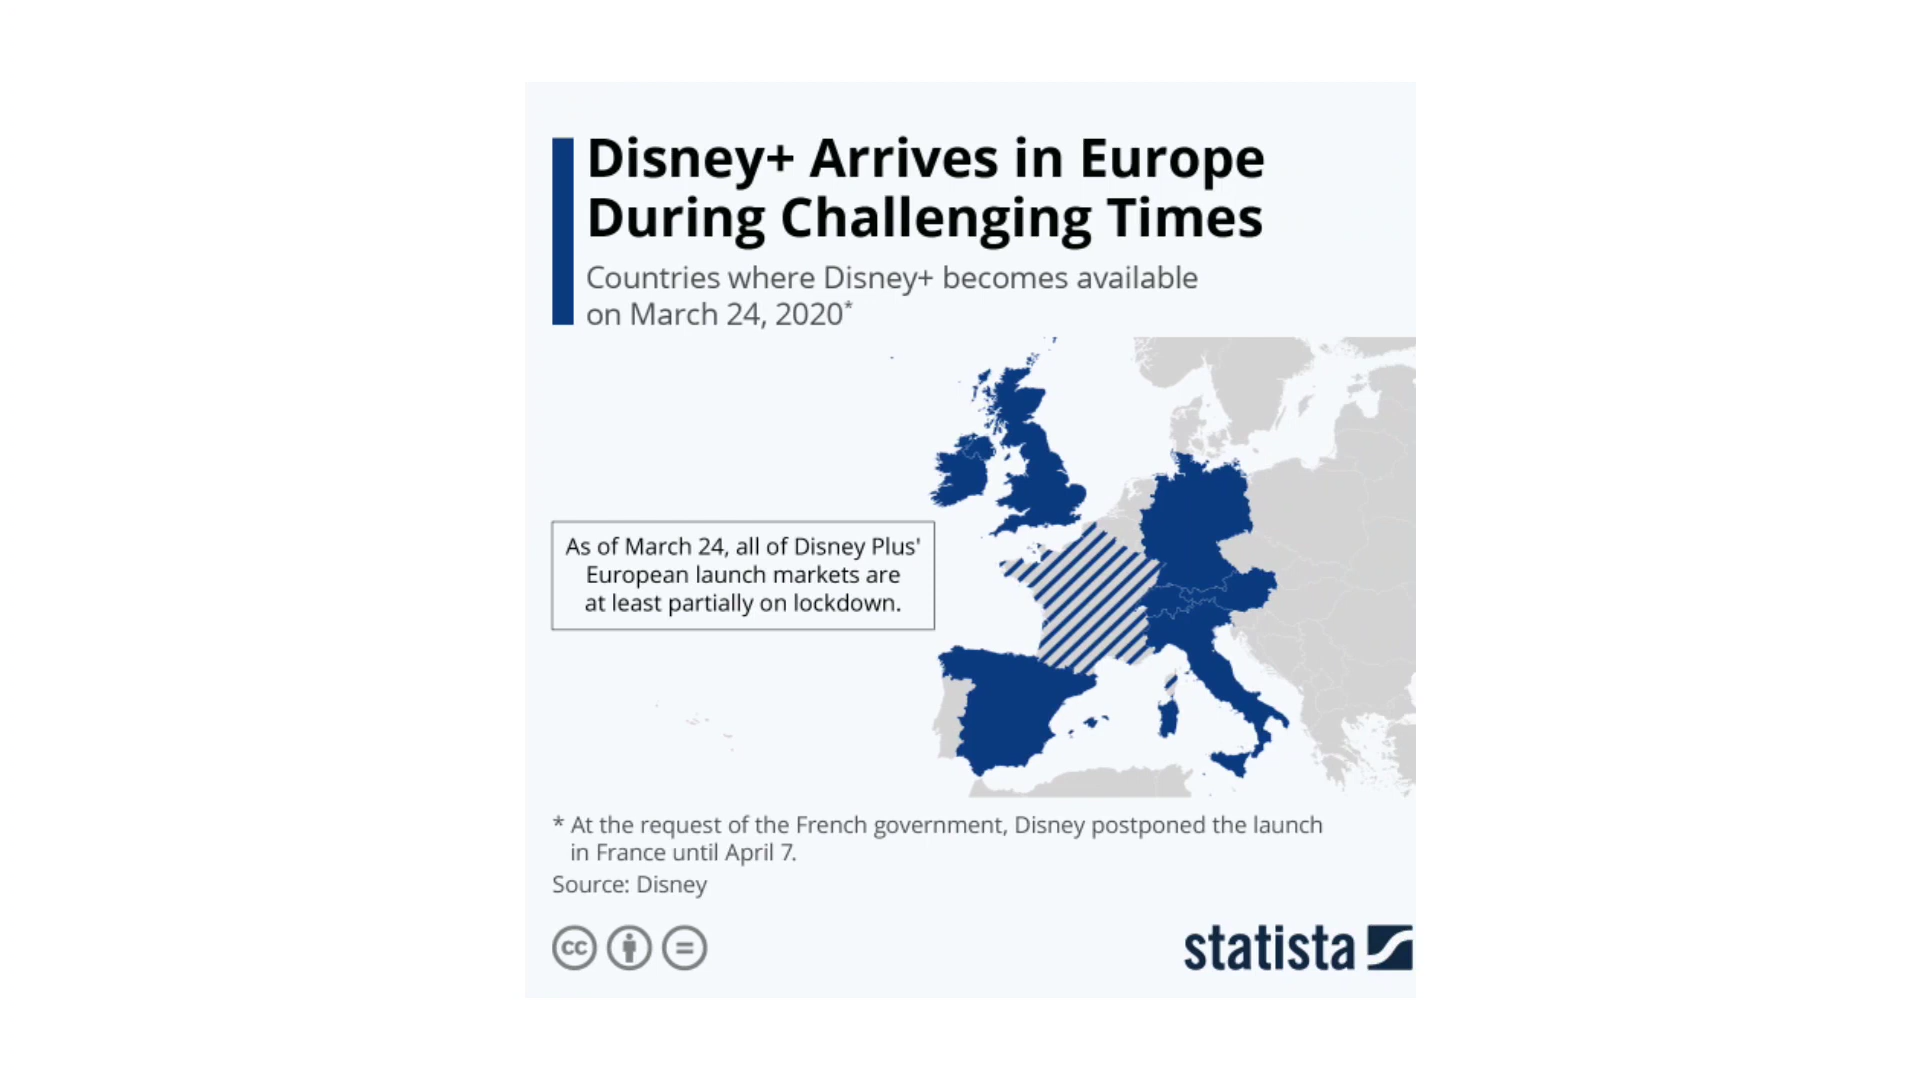 Disney+ Arrives in Europe
During Challenging Times
Countries where Disney+ becomes available
on March 24, 2020*
As of March 24, all of Disney Plus'
European launch markets are
at least partially on lockdown.
* At the request of the French government, Disney postponed the launch
in France until April 7.
Source: Disney
cc
=
statista